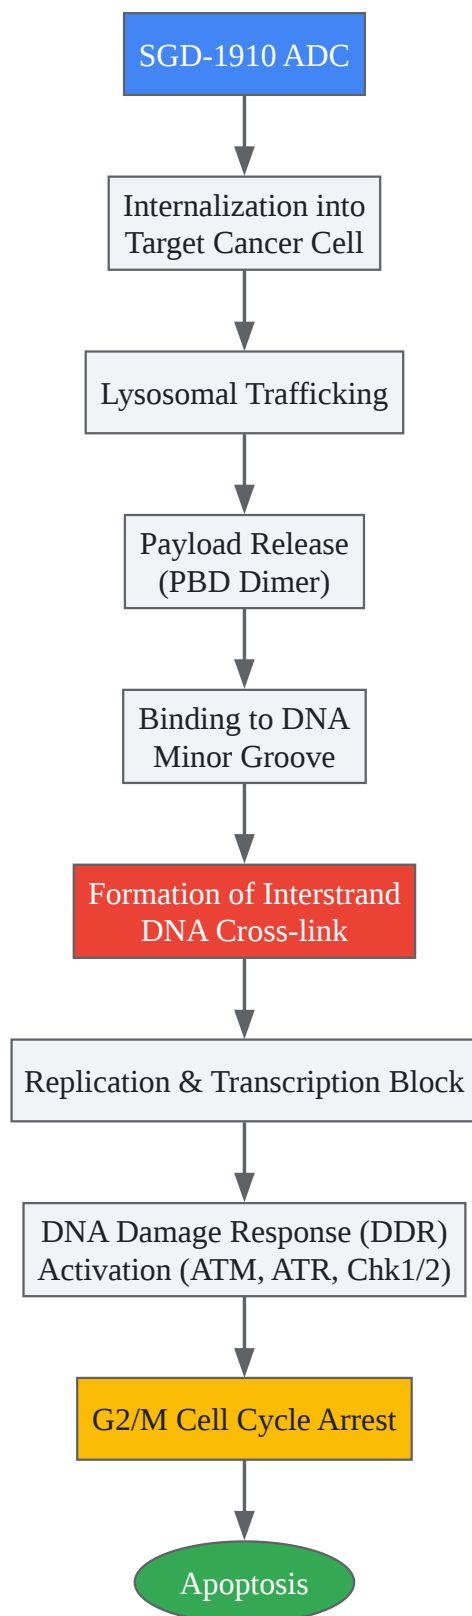 SGD-1910 ADC
Internalization into
Target Cancer Cell
Lysosomal Trafficking
Payload Release
(PBD Dimer)
Binding to DNA
Minor Groove
Formation of Interstrand
DNA Cross-link
Replication & Transcription Block
DNA Damage Response (DDR)
Activation (ATM, ATR, Chk1/2)
G2/M Cell Cycle Arrest
Apoptosis